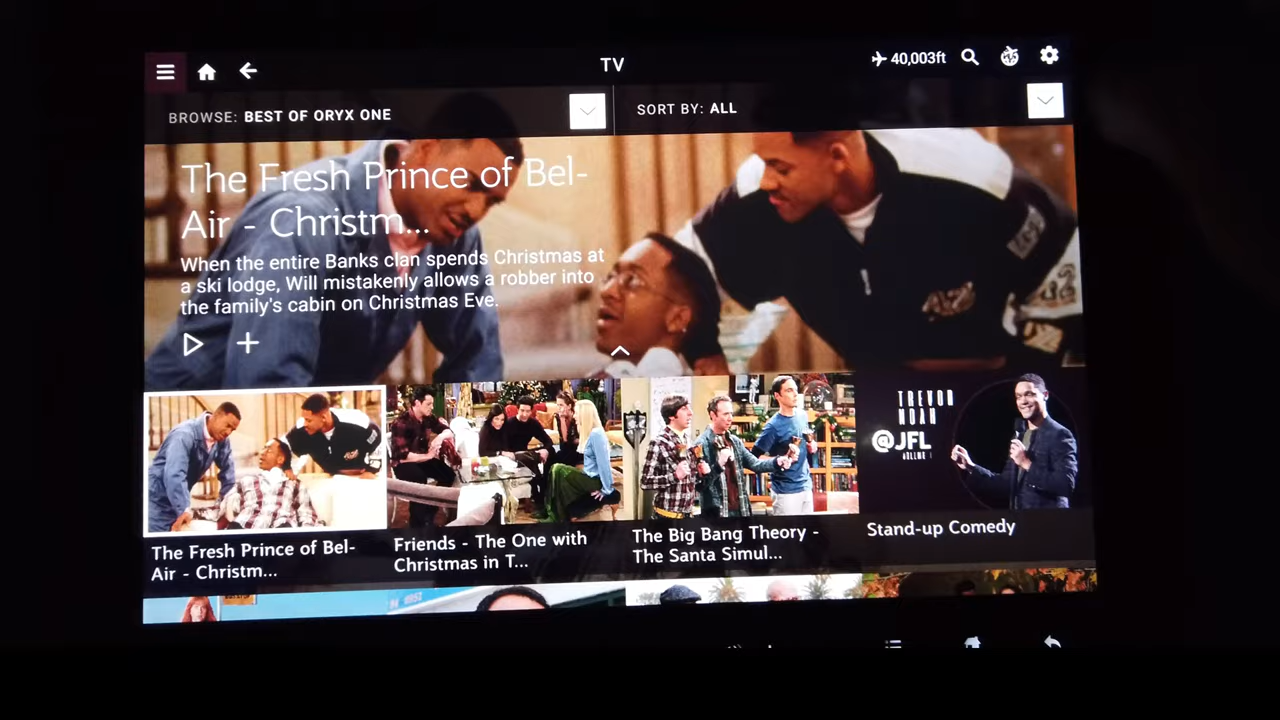 TV
40,003ft
BROWSE: BEST OF ORYX ONE
SORT BY: ALL
The Fresh Prince of Bel-
Air - Christm...
When the entire Banks clan spends Christmas at
a ski lodge, Will mistakenly allows a robber into
the family's cabin on Christmas Eve.
TREVOR
NOAH
@JFL
The Fresh Prince of Bel-
Air - Christm...
Friends - The One with
Christmas in T...
The Big Bang Theory -
The Santa Simul...
Stand-up Comedy